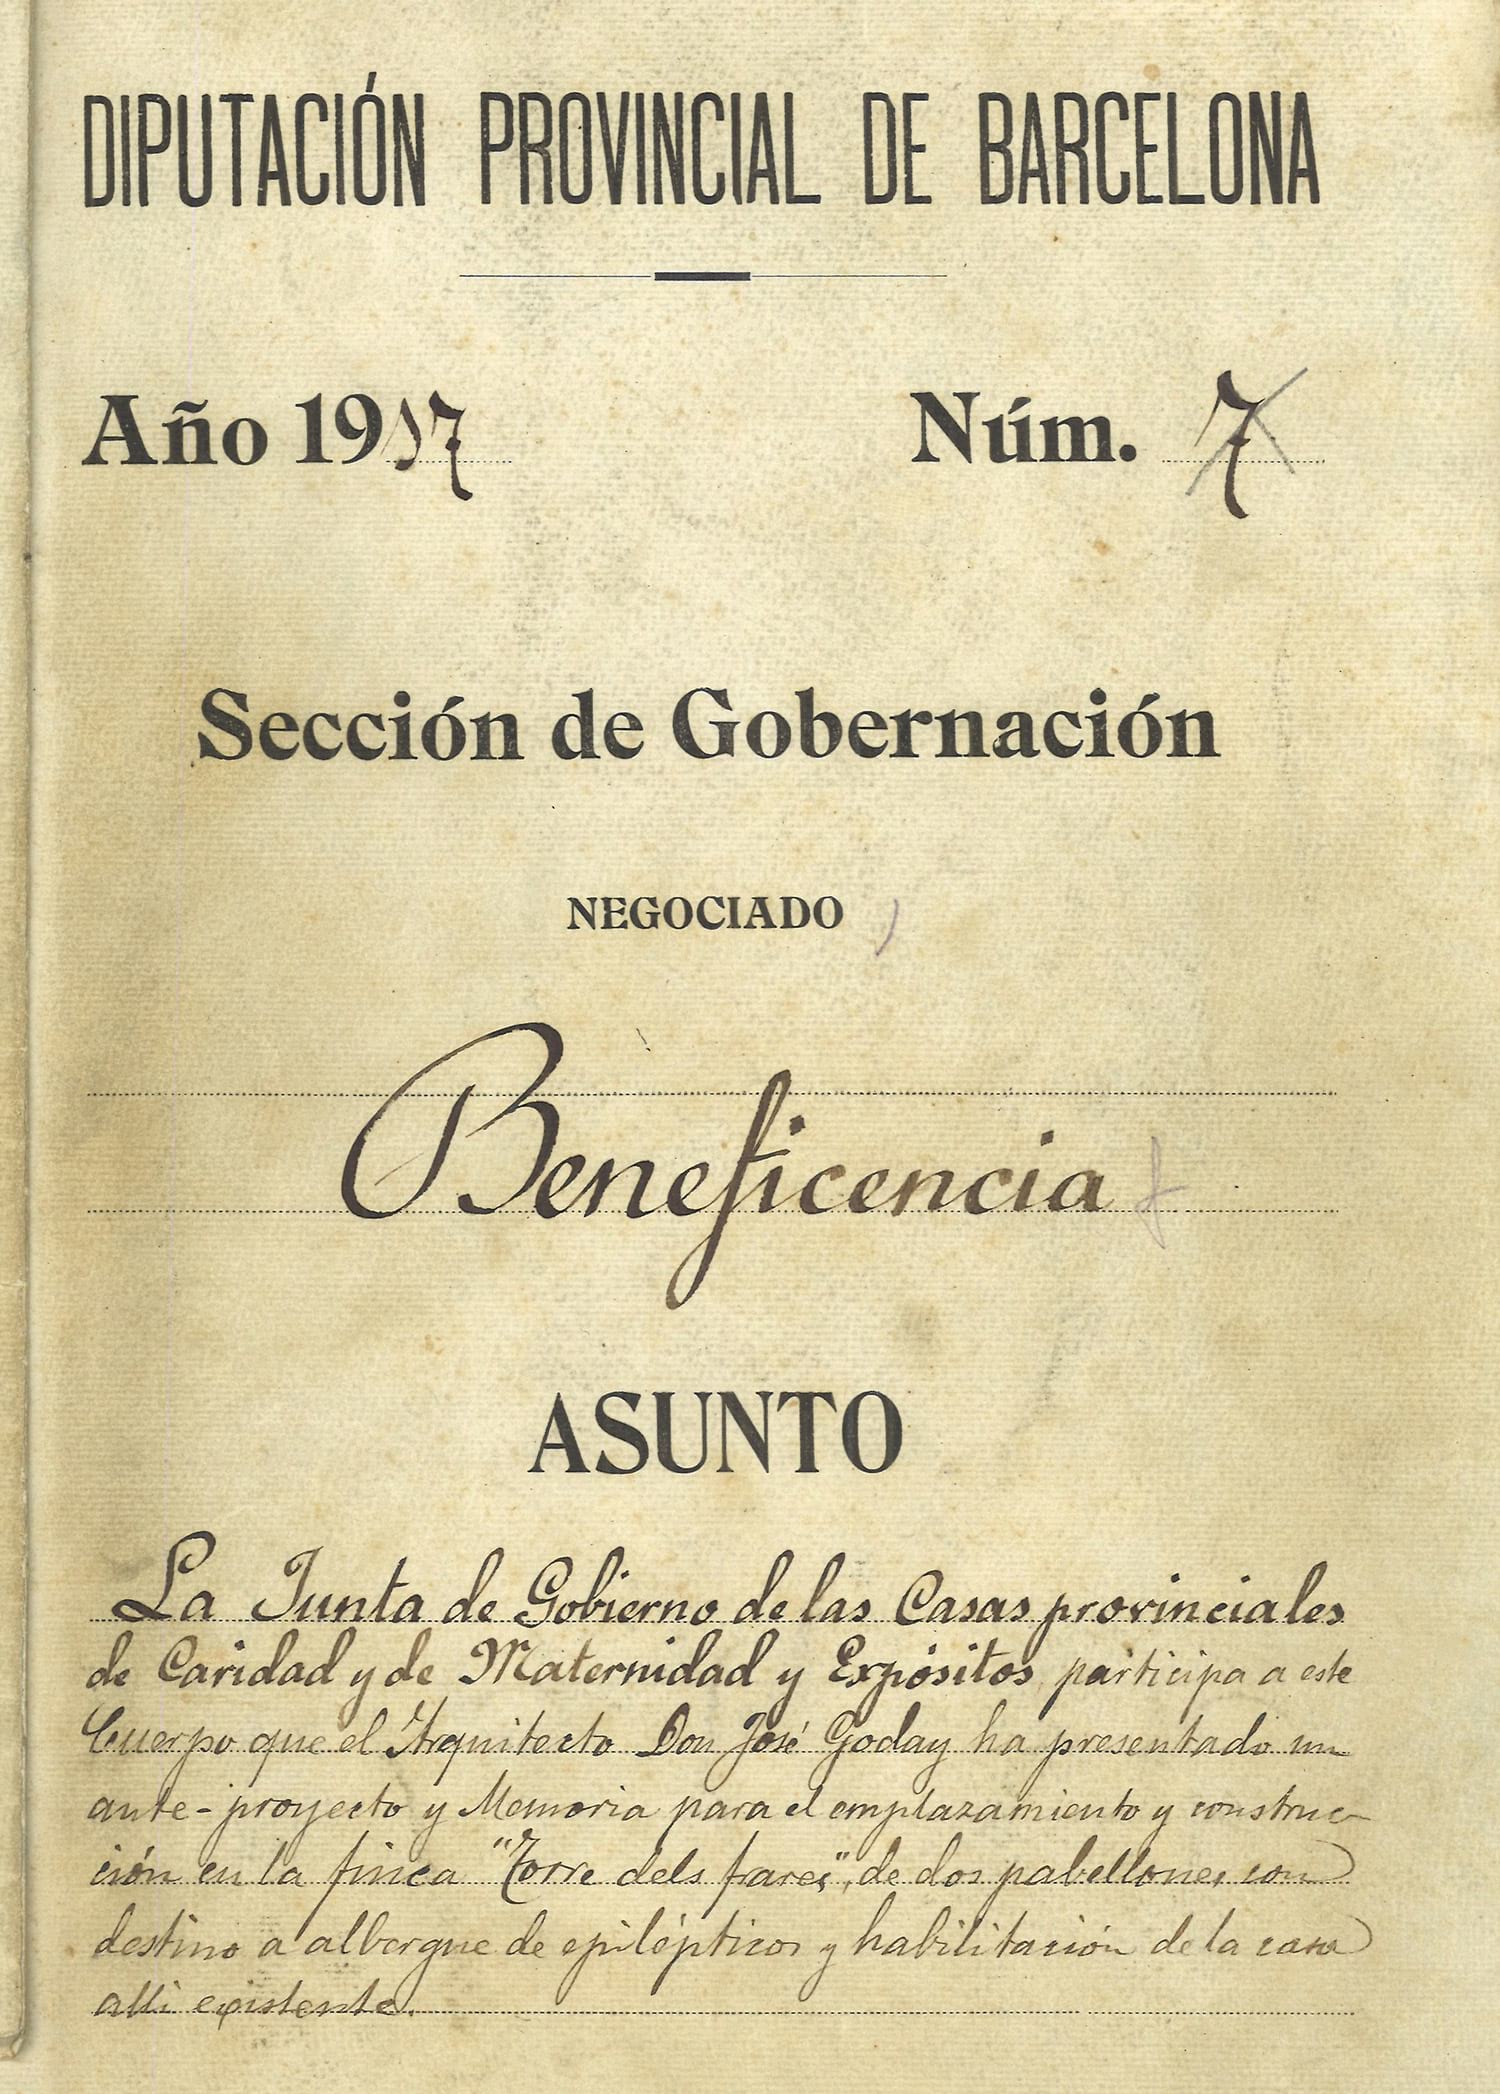 DIPUTACIÓN PROVINCIAL DE BARCELONA
Año 1917
Núm. 7
Sección de Gobernación
NEGOCIADO
Beneficencia
ASUNTO
La Junta de Gobierno de las Casas provinciales
de Caridad y de Maternidad y Expósitos participa a este
Cuerpo que el Arquitecto Don José Goday ha presentado un
ante-proyecto y Memoria para el emplazamiento y construc-
ción en la finca "Torre dels frares", de dos pabellones con
destino a albergue de epilépticos y habilitación de la casa
allí existente.